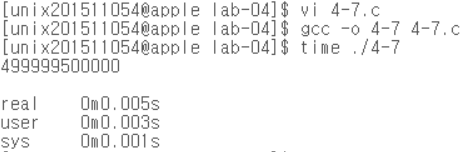 [unix201511054@apple lab-04]$ vi 4-7.c
[unix201511054@apple lab-04]$ gcc -o 4-7 4-7.c
[unix201511054@apple lab-04]$ time ./4-7
499999500000
real 0m0.005s
user 0m0.003s
sys 0m0.001s